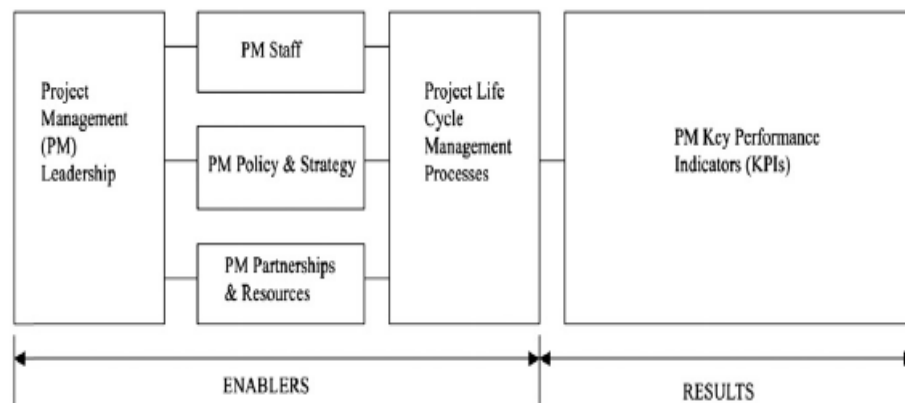 Project
Management
(PM)
Leadership
PM Staff
PM Policy & Strategy
PM Partnerships
& Resources
Project Life
Cycle
Management
Processes
PM Key Performance
Indicators (KPIs)
ENABLERS
RESULTS